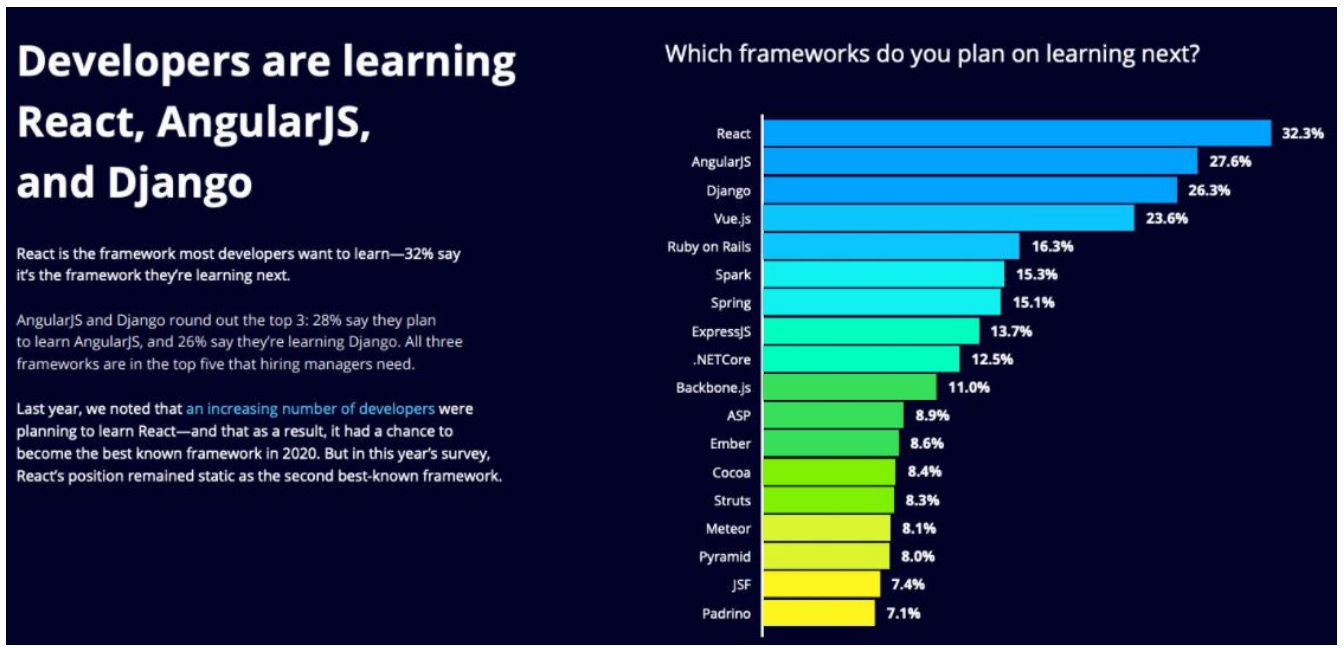 Developers are learning
React, AngularJS,
and Django
React is the framework most developers want to learn—32% say
it's the framework they're learning next.
AngularJS and Django round out the top 3: 28% say they plan
to learn AngularJS, and 26% say they're learning Django. All three
frameworks are in the top five that hiring managers need.
Last year, we noted that an increasing number of developers were
planning to learn React—and that as a result, it had a chance to
become the best known framework in 2020. But in this year's survey,
React's position remained static as the second best-known framework.
Which frameworks do you plan on learning next?
React 32.3%
AngularJS 27.6%
Django 26.3%
Vue.js 23.6%
Ruby on Rails 16.3%
Spark 15.3%
Spring 15.1%
ExpressJS 13.7%
.NETCore 12.5%
Backbone.js 11.0%
ASP 8.9%
Ember 8.6%
Cocoa 8.4%
Struts 8.3%
Meteor 8.1%
Pyramid 8.0%
JSF 7.4%
Padrino 7.1%